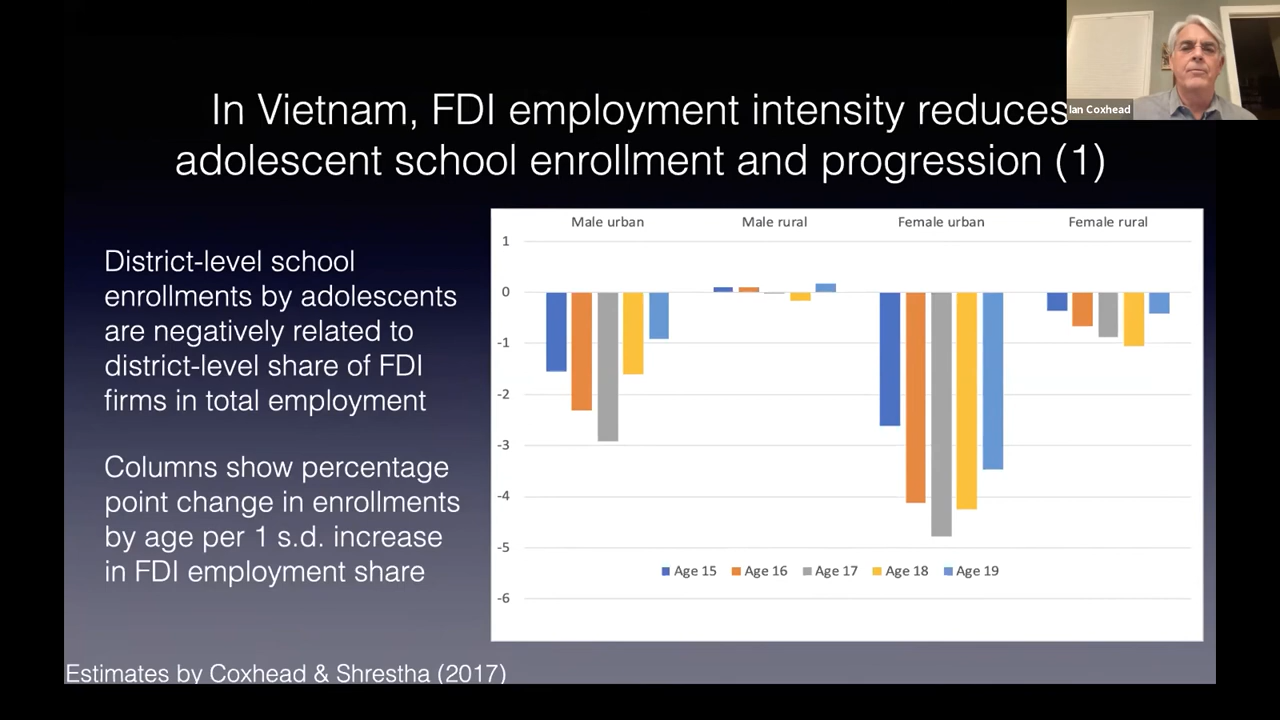 Ian Coxhead
In Vietnam, FDI employment intensity reduces
adolescent school enrollment and progression (1)
District-level school
enrollments by adolescents
are negatively related to
district-level share of FDI
firms in total employment
Columns show percentage
point change in enrollments
by age per 1 s.d. increase
in FDI employment share
Male urban Male rural Female urban Female rural
1
0
-1
-2
-3
-4
-5
-6
Age 15 Age 16 Age 17 Age 18 Age 19
Estimates by Coxhead & Shrestha (2017)